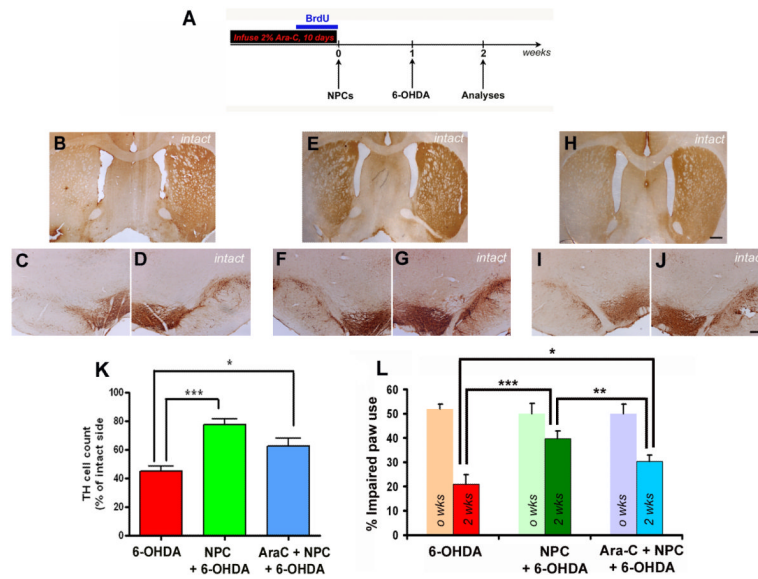 A
BrdU
Infuse 2% Ara-C, 10 days
0 1 2 weeks
NPCs 6-OHDA Analyses
B intact E intact H intact
C D intact F G intact I J intact
K
TH cell count
(% of intact side)
100
80
60
40
20
0
* ***
6-OHDA NPC + 6-OHDA AraC + NPC + 6-OHDA
L
% Impaired paw use
60
50
40
30
20
10
0
* *** **
o wks 2 wks o wks 2 wks o wks 2 wks
6-OHDA NPC + 6-OHDA Ara-C + NPC + 6-OHDA